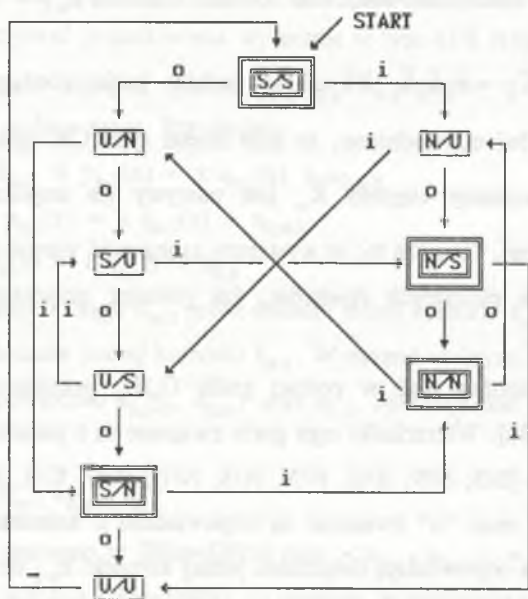 START
o S/S i
U/N i N/U
o o
S/U i N/S
i i o o o
U/S i N/N
o i
S/N i
o
- U/U